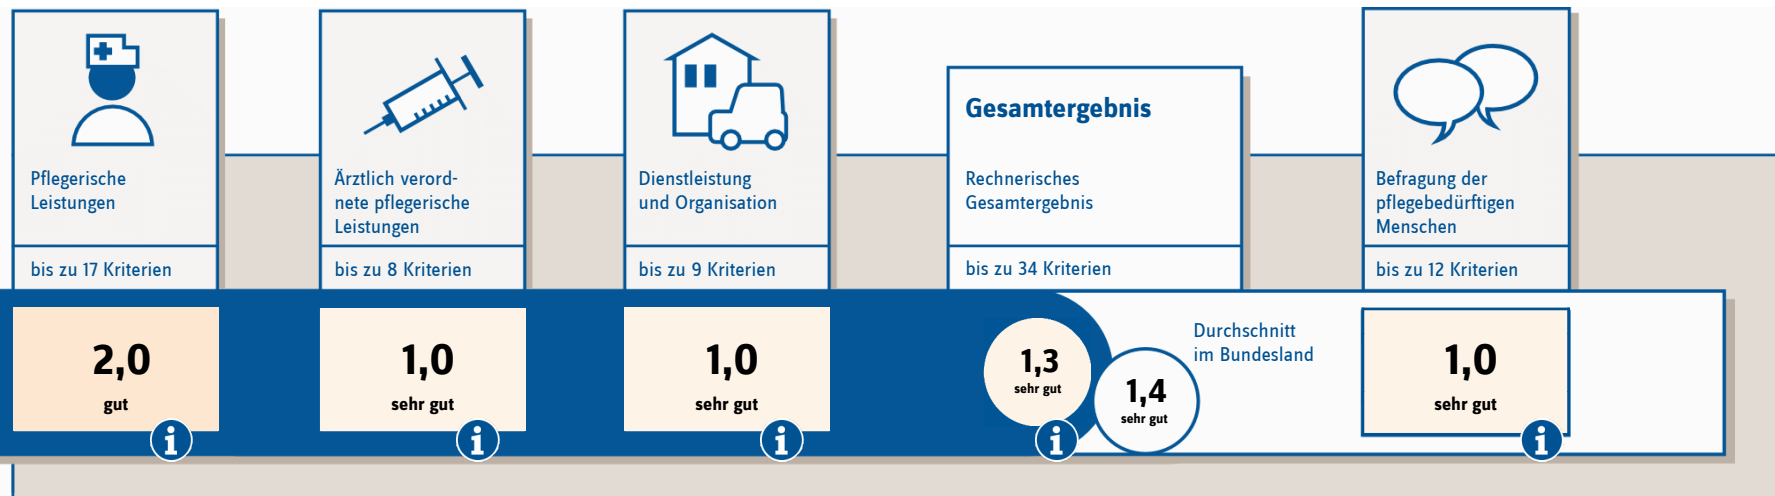 Pflegerische
Leistungen
bis zu 17 Kriterien
2,0
gut
i
Ärztlich verord-
nete pflegerische
Leistungen
bis zu 8 Kriterien
1,0
sehr gut
i
Dienstleistung
und Organisation
bis zu 9 Kriterien
1,0
sehr gut
i
Gesamtergebnis
Rechnerisches
Gesamtergebnis
bis zu 34 Kriterien
1,3
sehr gut
i
1,4
sehr gut
Durchschnitt
im Bundesland
Befragung der
pflegebedürftigen
Menschen
bis zu 12 Kriterien
1,0
sehr gut
i